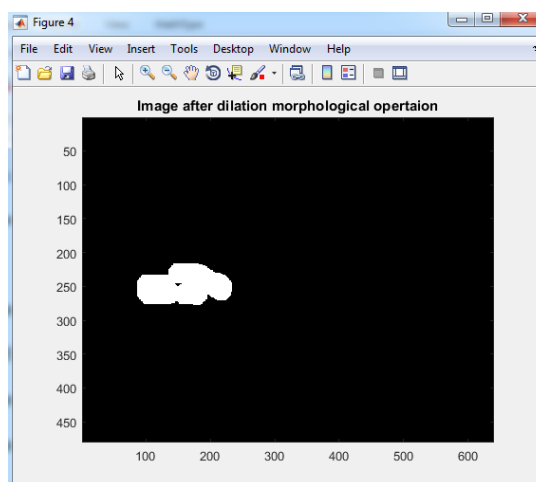 Figure 4
File Edit View Insert Tools Desktop Window Help
Image after dilation morphological opertaion
50
100
150
200
250
300
350
400
450
100 200 300 400 500 600